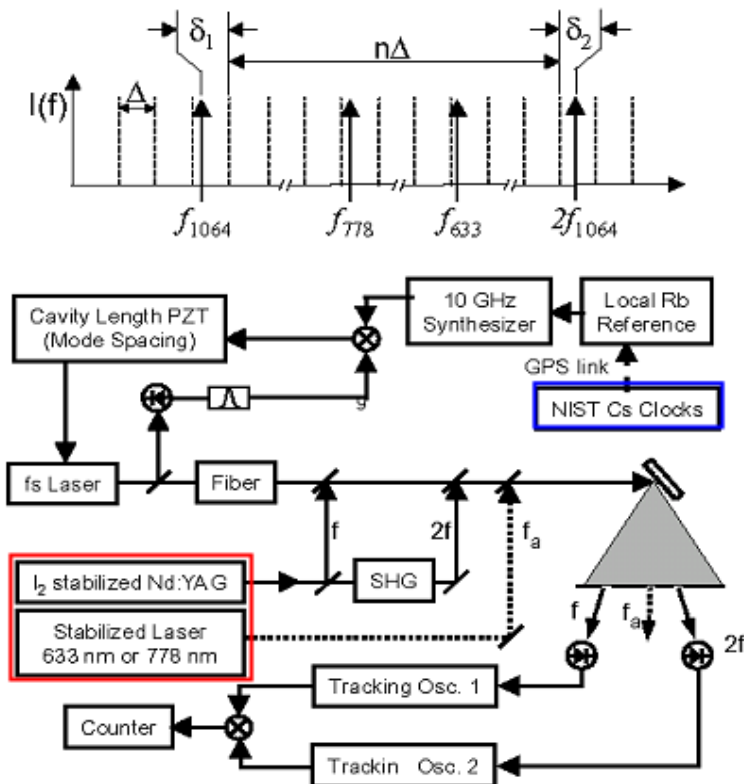 δ1
nΔ
δ2
I(f)
Δ
f1064
f778
f633
2f1064
Cavity Length PZT
(Mode Spacing)
10 GHz
Synthesizer
Local Rb
Reference
GPS link
NIST Cs Clocks
fs Laser
Fiber
f
2f
fa
I2 stabilized Nd:YAG
SHG
Stabilized Laser
633 nm or 778 nm
f
fa
2f
Tracking Osc. 1
Counter
Trackin Osc. 2